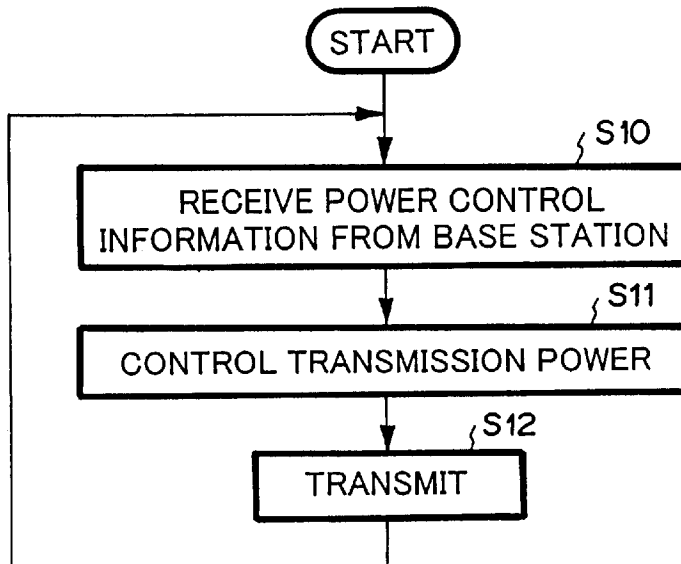 START
S10
RECEIVE POWER CONTROL
INFORMATION FROM BASE STATION
S11
CONTROL TRANSMISSION POWER
S12
TRANSMIT